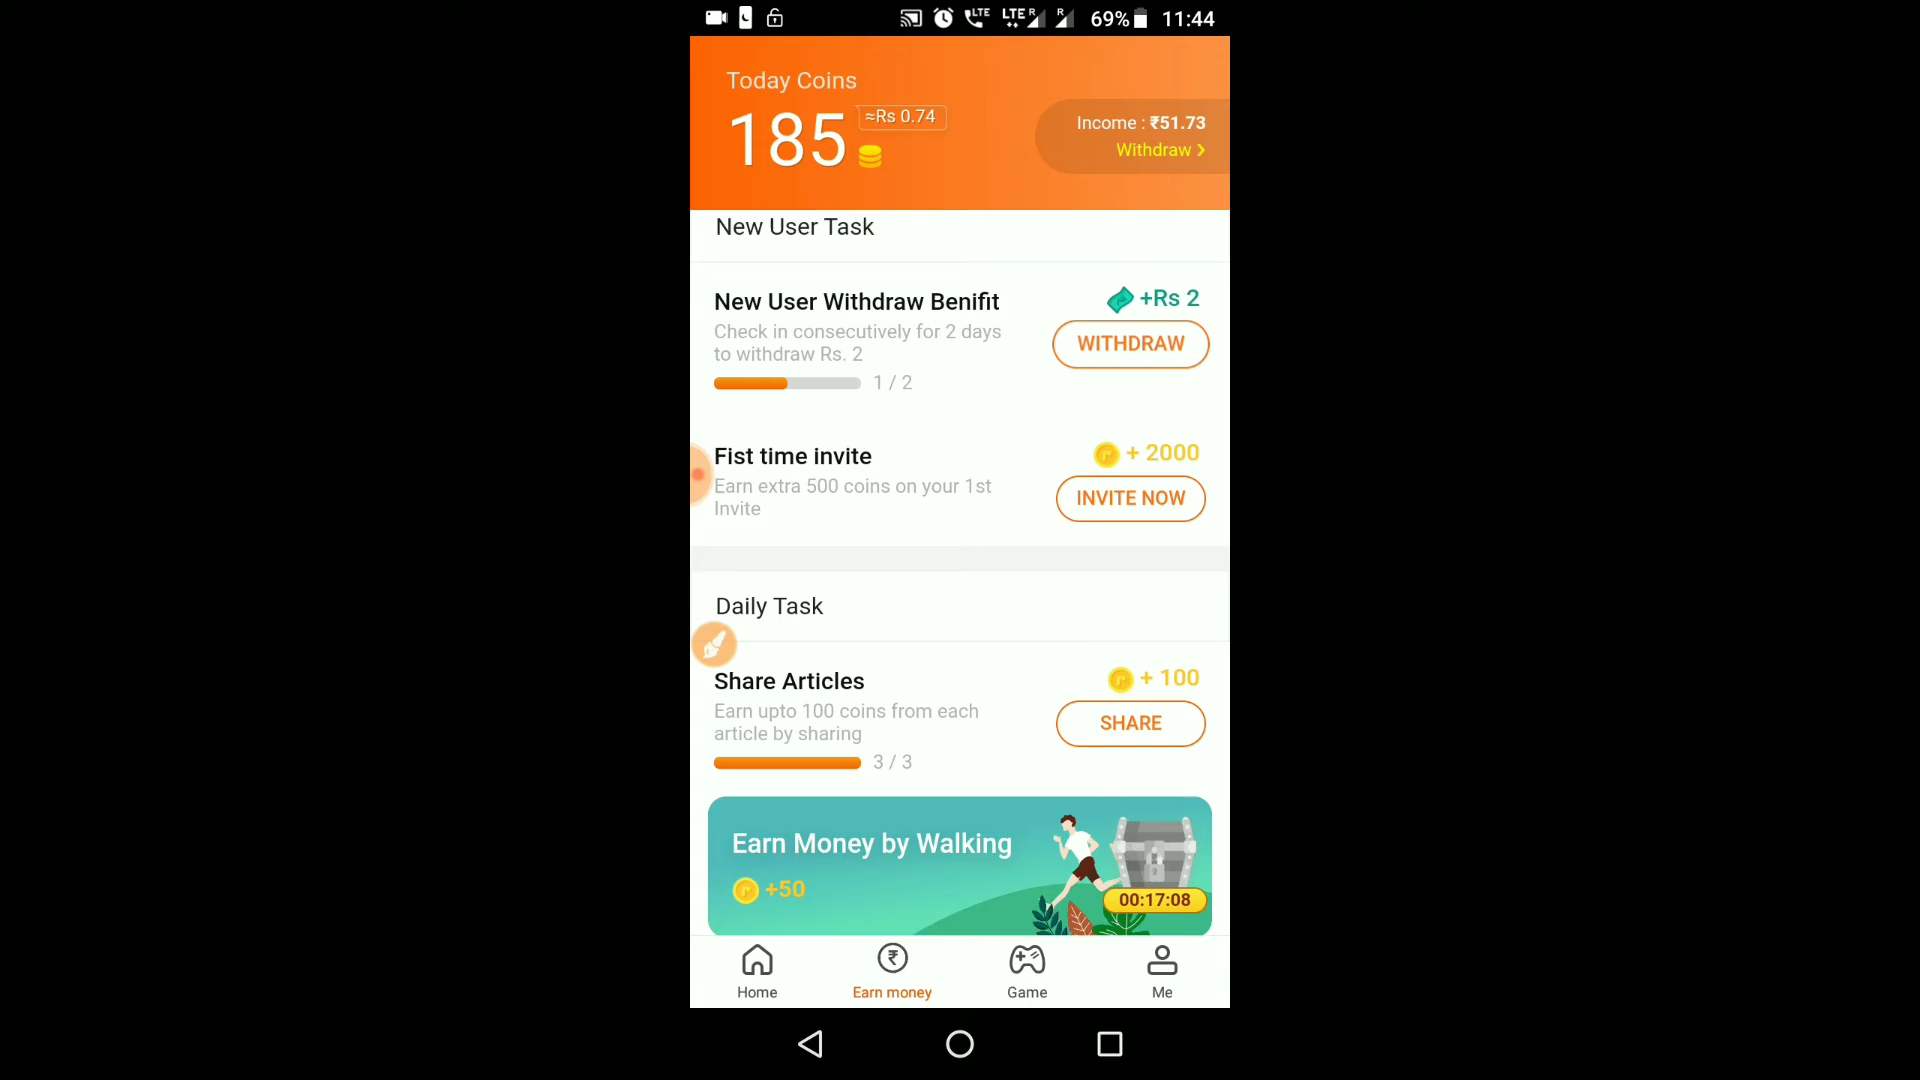 LTE LTE R R 69% 11:44
Today Coins
185 ≈Rs 0.74
Income : ₹51.73
Withdraw
New User Task
New User Withdraw Benifit
+Rs 2
Check in consecutively for 2 days
to withdraw Rs. 2
WITHDRAW
1 / 2
Fist time invite
+ 2000
Earn extra 500 coins on your 1st
Invite
INVITE NOW
Daily Task
Share Articles
+ 100
Earn upto 100 coins from each
article by sharing
SHARE
3 / 3
Earn Money by Walking
+50
00:17:08
Home
Earn money
Game
Me